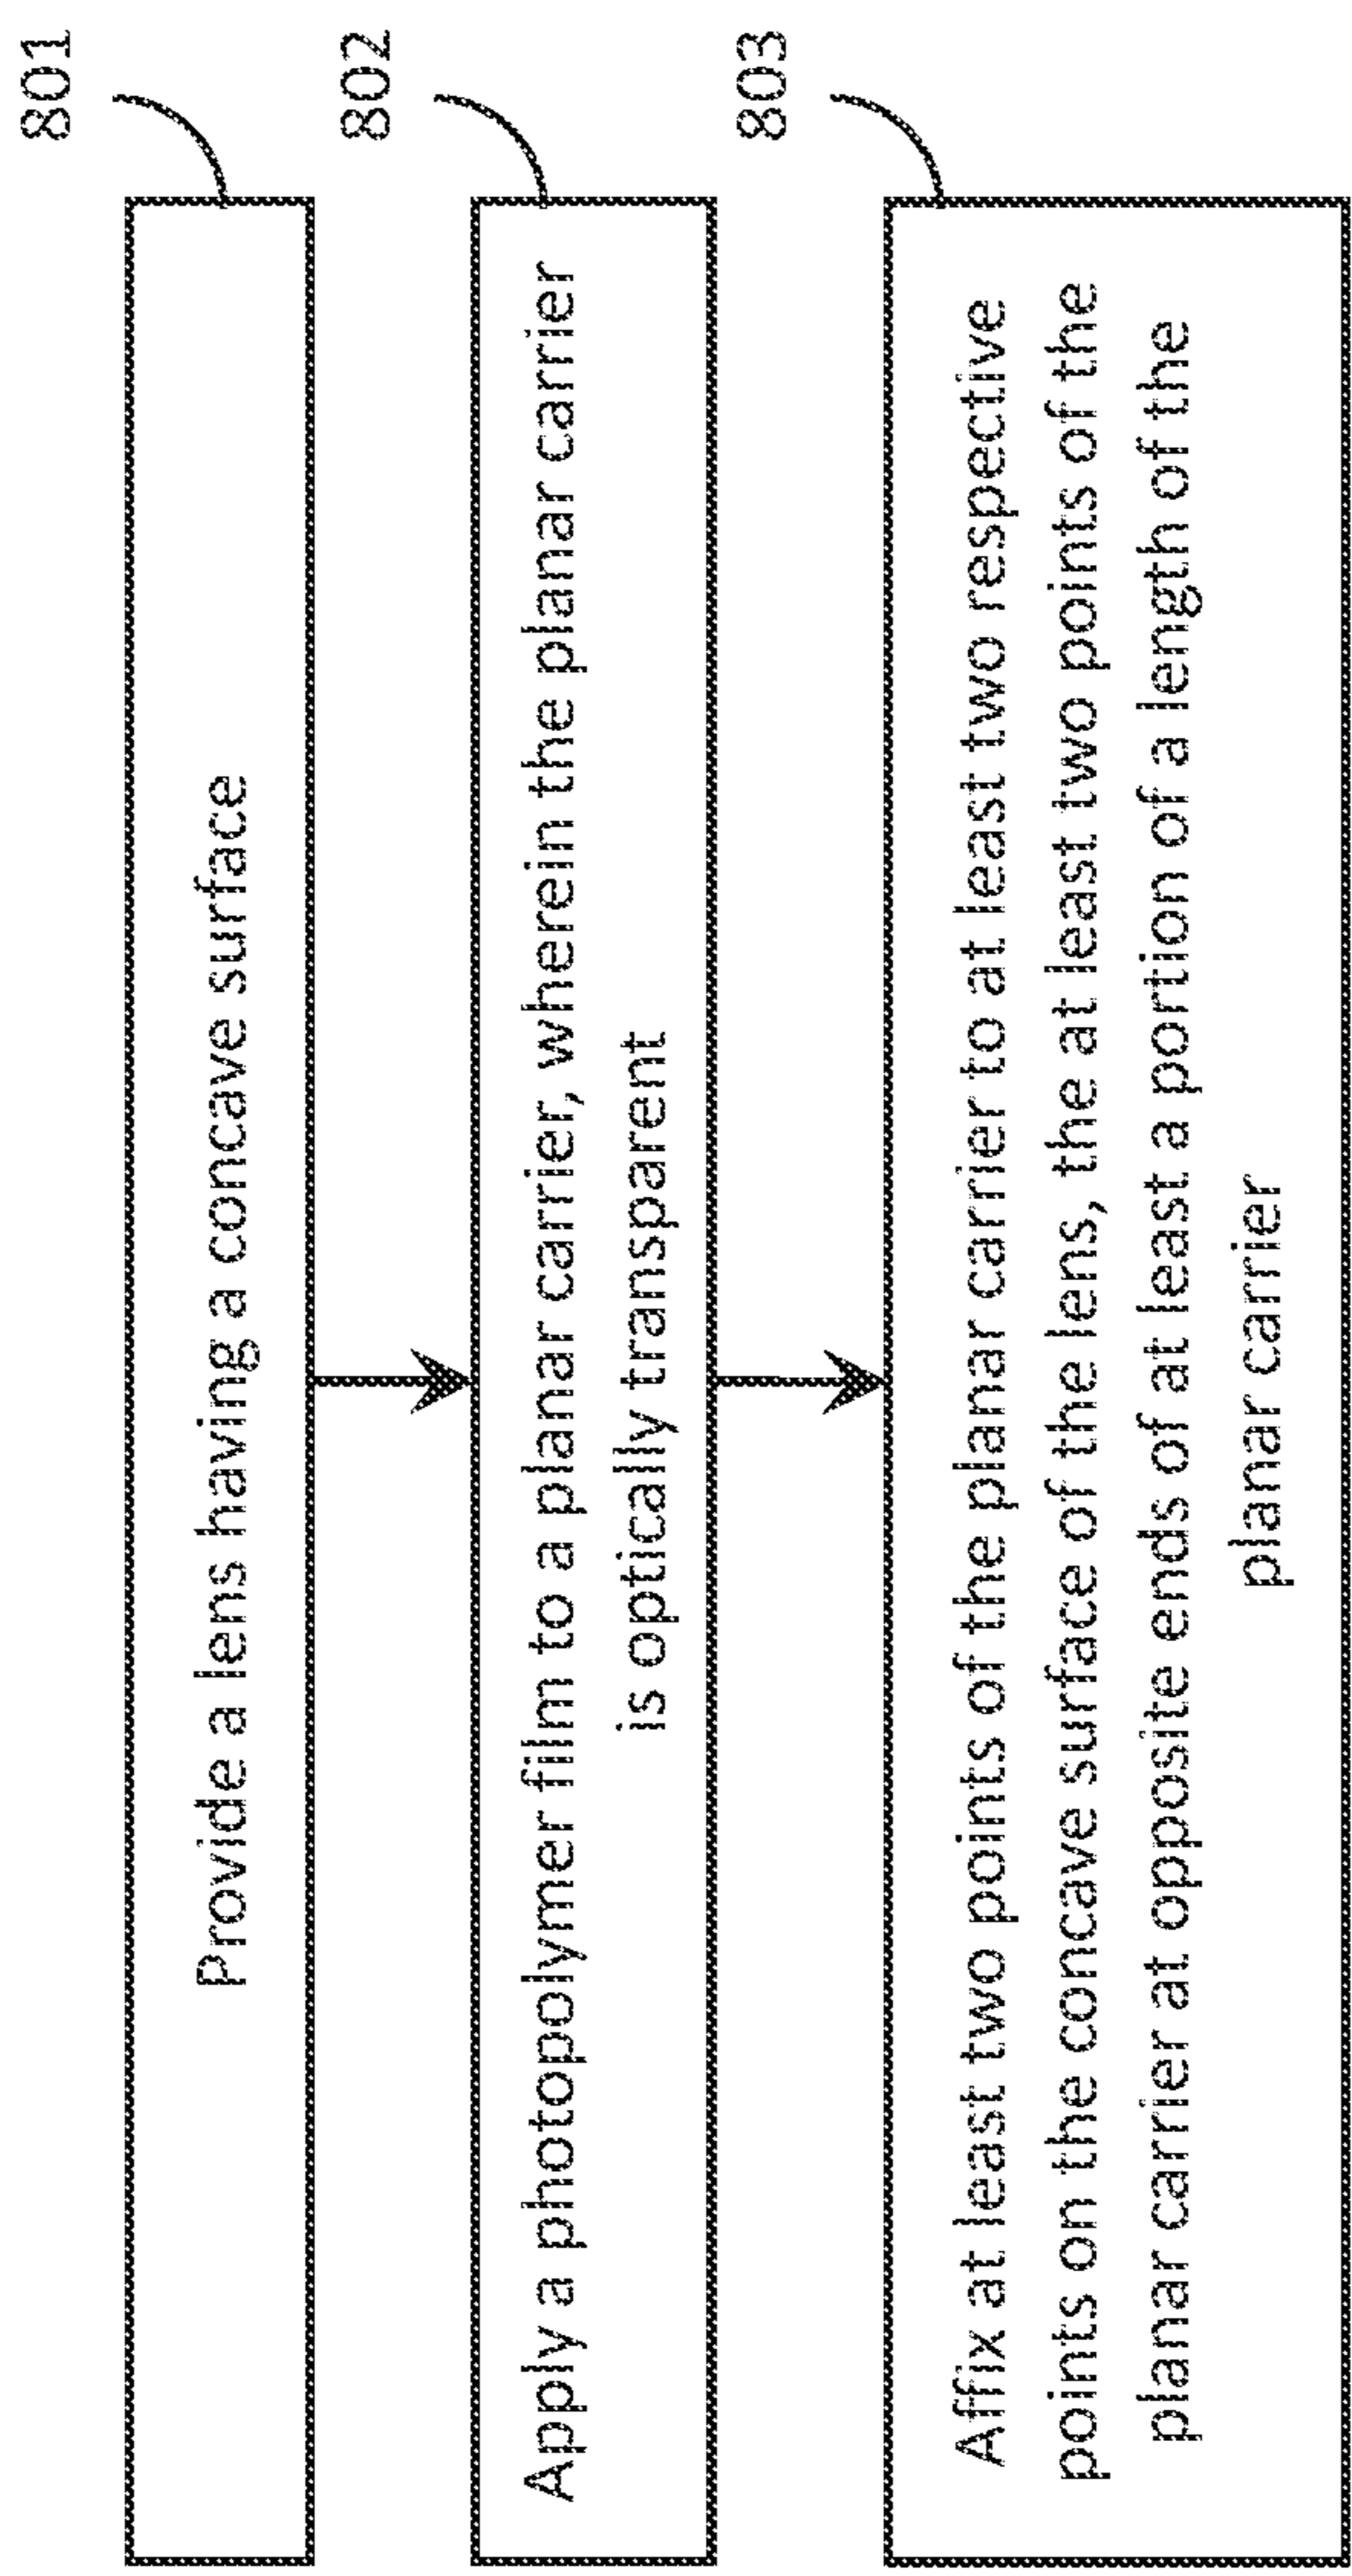 801
Provide a lens having a concave surface
802
Apply a photopolymer film to a planar carrier, wherein the planar carrier
is optically transparent
803
Affix at least two points of the planar carrier to at least two respective
points on the concave surface of the lens, the at least two points of the
planar carrier at opposite ends of at least a portion of a length of the
planar carrier